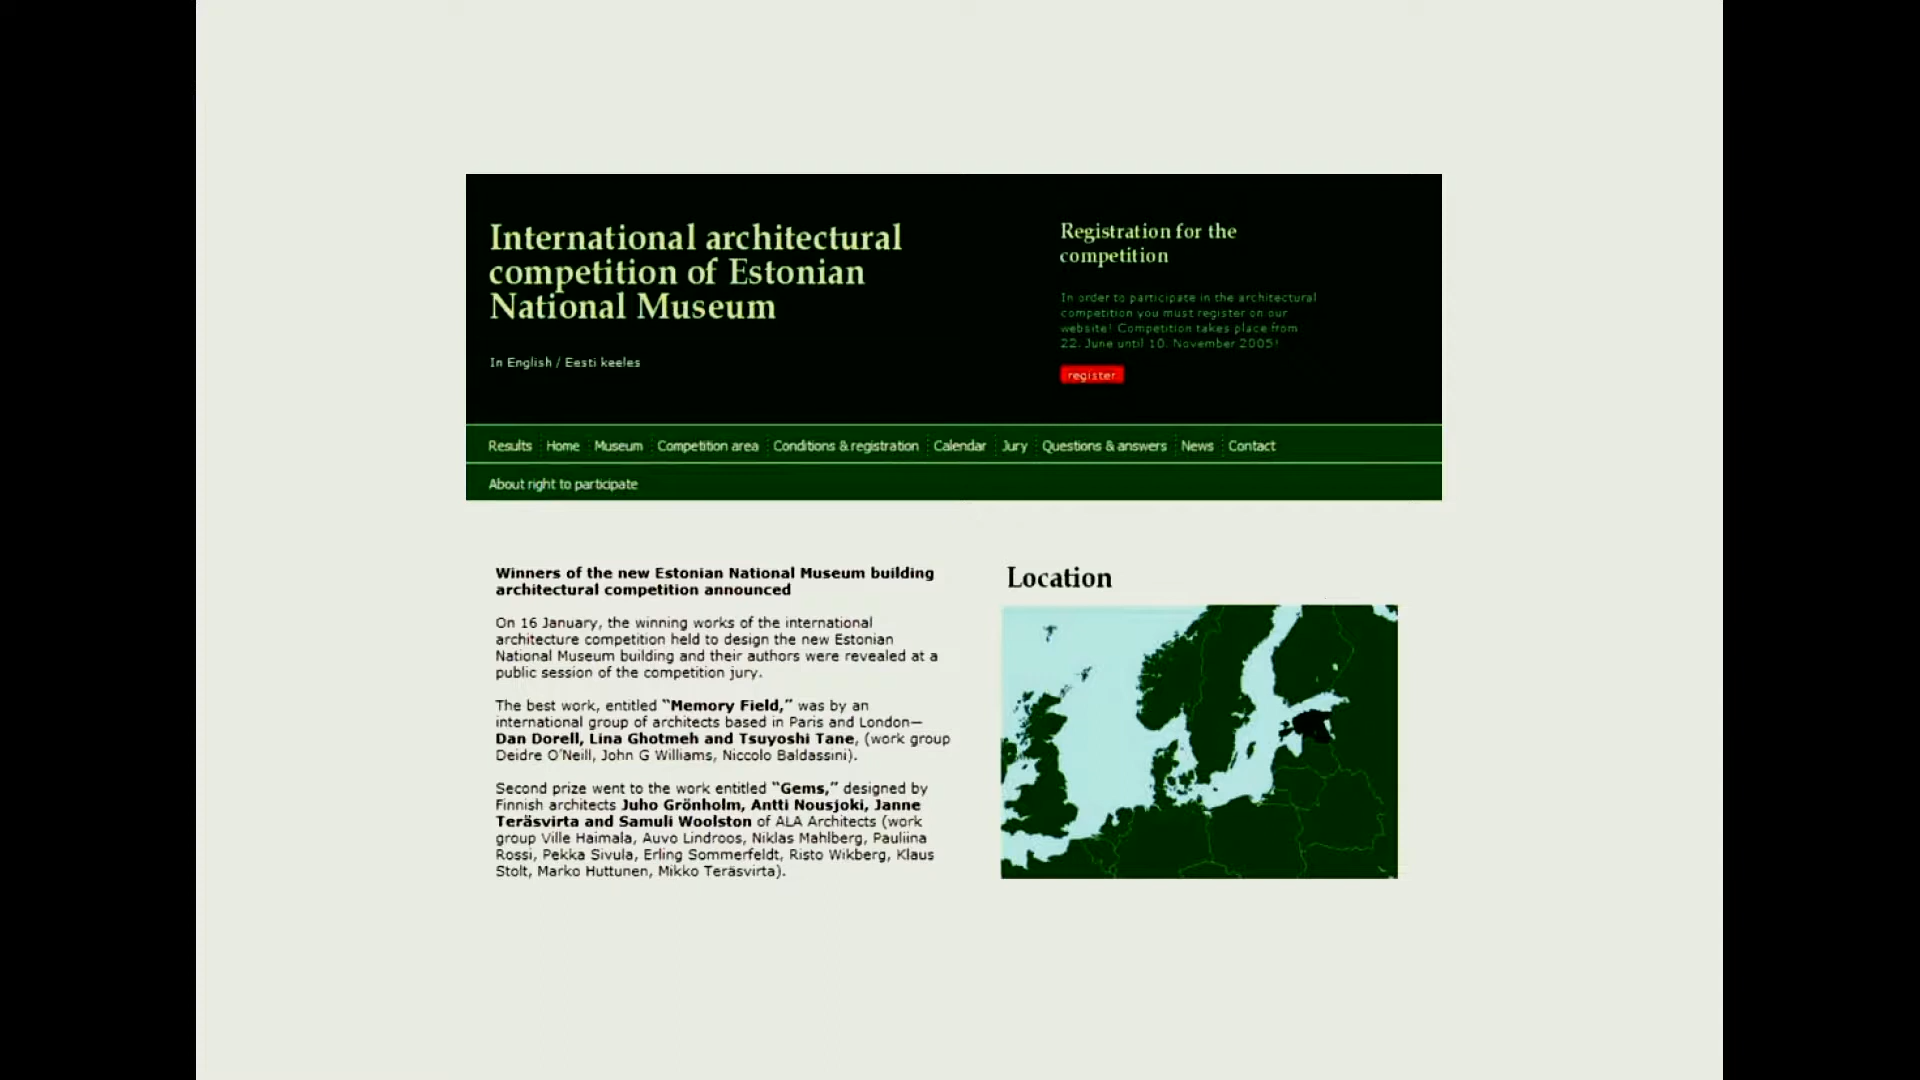 International architectural
competition of Estonian
National Museum
In English / Eesti keeles
Registration for the
competition
In order to participate in the architectural
competition you must register on our
website! Competition takes place from
22. June until 10. November 2005!
register
Results Home Museum Competition area Conditions & registration Calendar Jury Questions & answers News Contact
About right to participate
Winners of the new Estonian National Museum building
architectural competition announced
On 16 January, the winning works of the international
architecture competition held to design the new Estonian
National Museum building and their authors were revealed at a
public session of the competition jury.
The best work, entitled “Memory Field,” was by an
international group of architects based in Paris and London—
Dan Dorell, Lina Ghotmeh and Tsuyoshi Tane, (work group
Deidre O’Neill, John G Williams, Niccolo Baldassini).
Second prize went to the work entitled “Gems,” designed by
Finnish architects Juho Grönholm, Antti Nousjoki, Janne
Teräsvirta and Samuli Woolston of ALA Architects (work
group Ville Haimala, Auvo Lindroos, Niklas Mahlberg, Pauliina
Rossi, Pekka Sivula, Erling Sommerfeldt, Risto Wikberg, Klaus
Stolt, Marko Huttunen, Mikko Teräsvirta).
Location